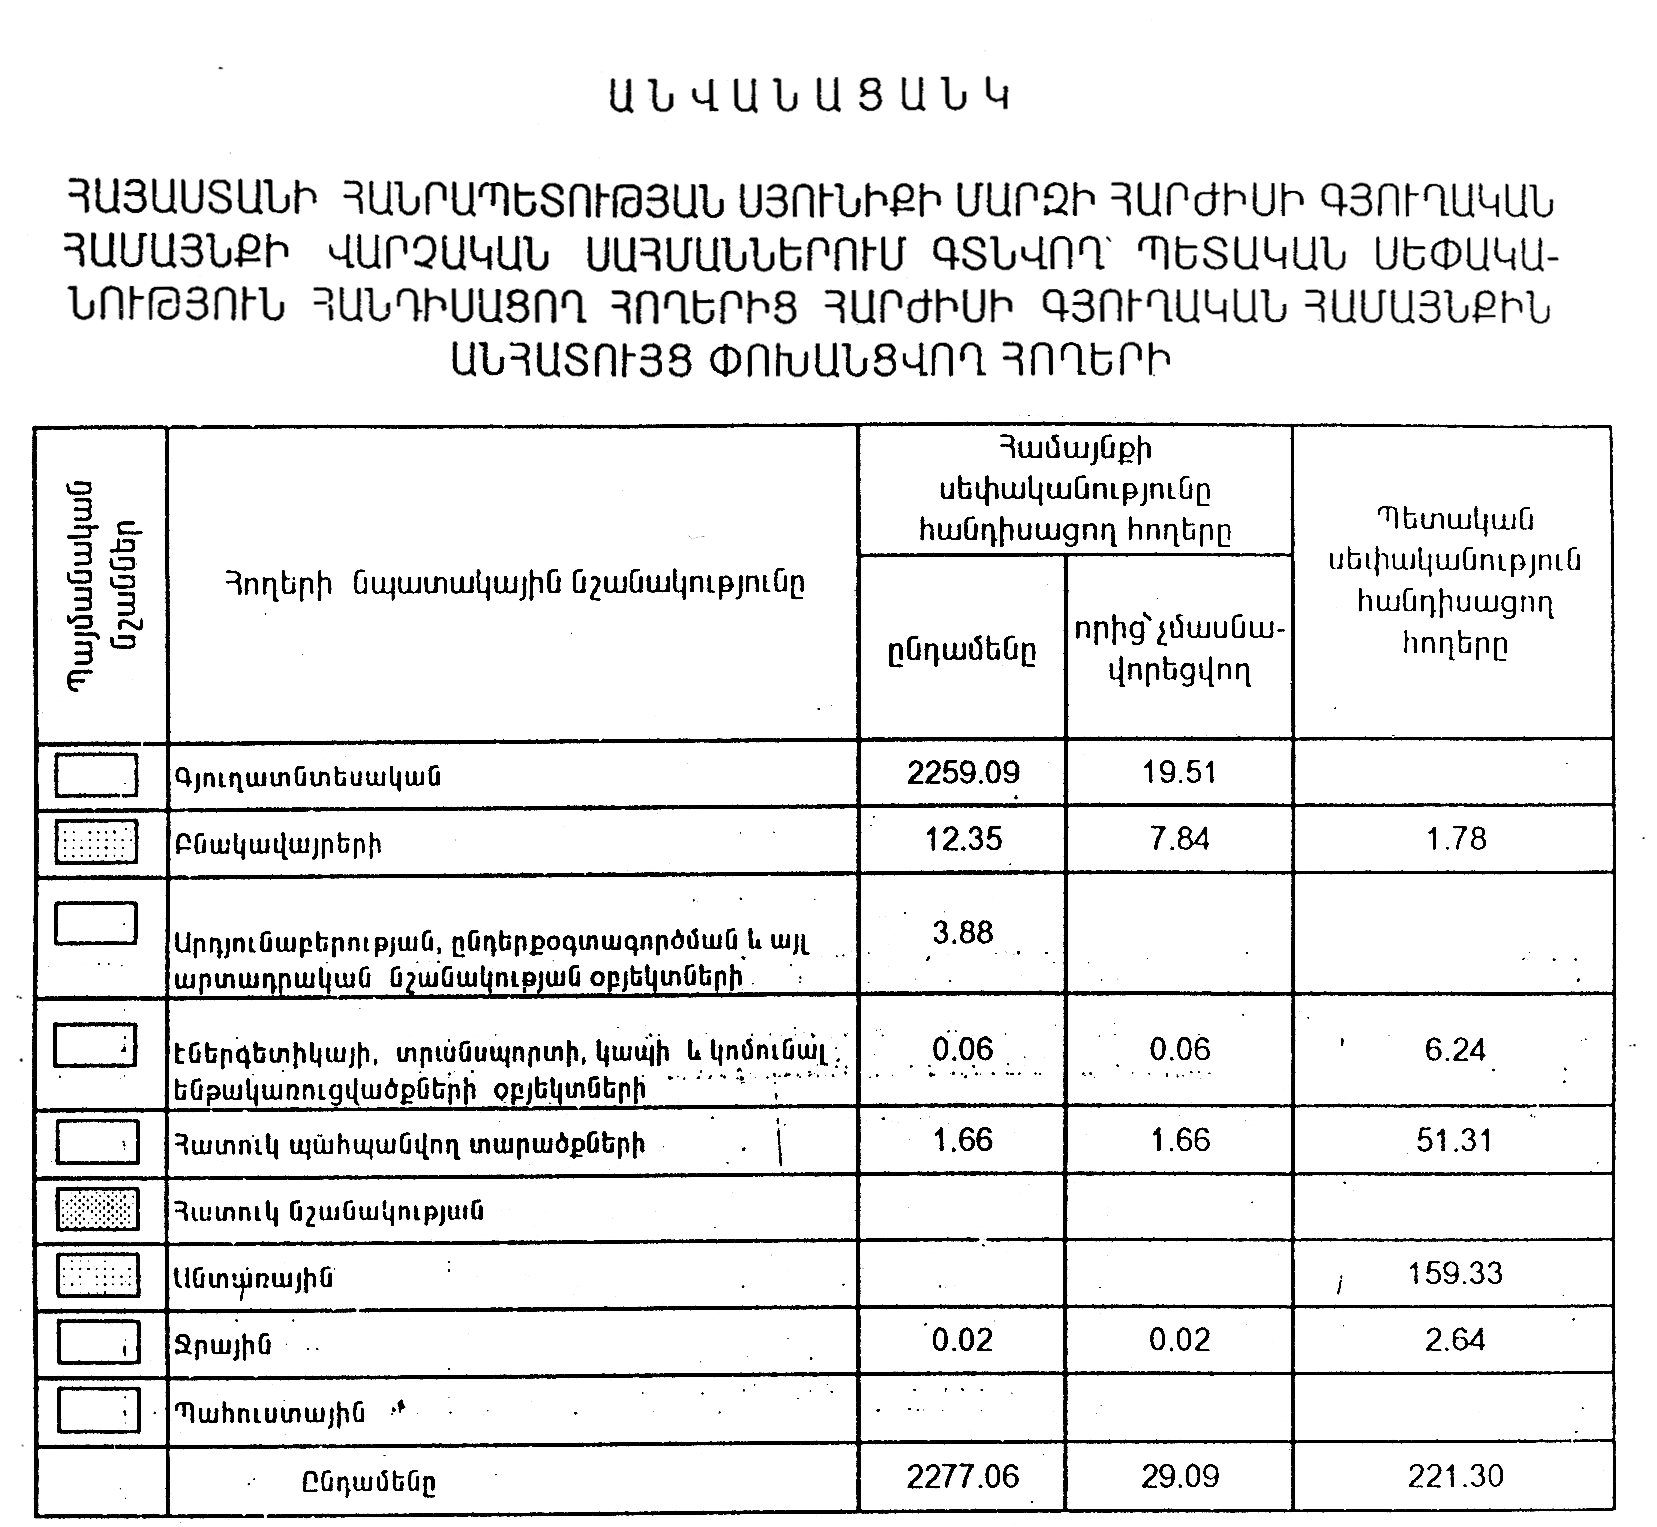 ԱՆՎԱՆԱՑԱՆԿ
ՀԱՅԱՍՏԱՆԻ ՀԱՆՐԱՊԵՏՈՒԹՅԱՆ ՍՅՈՒՆԻՔԻ ՄԱՐԶԻ ՀԱՐԺԻՍԻ ԳՅՈՒՂԱԿԱՆ
ՀԱՄԱՅՆՔԻ ՎԱՐՉԱԿԱՆ ՍԱՀՄԱՆՆԵՐՈՒՄ ԳՏՆՎՈՂ՝ ՊԵՏԱԿԱՆ ՍԵՓԱԿԱ-
ՆՈՒԹՅՈՒՆ ՀԱՆԴԻՍԱՑՈՂ ՀՈՂԵՐԻՑ ՀԱՐԺԻՍԻ ԳՅՈՒՂԱԿԱՆ ՀԱՄԱՅՆՔԻՆ
ԱՆՀԱՏՈՒՅՑ ՓՈԽԱՆՑՎՈՂ ՀՈՂԵՐԻ
Պայմանական
նշաններ
Հողերի նպատակային նշանակությունը
Համայնքի
սեփականությունը
հանդիսացող հողերը
ընդամենը
որից՝ չմասնա-
վորեցվող
Պետական
սեփականություն
հանդիսացող
հողերը
Գյուղատնտեսական 2259.09 19.51
Բնակավայրերի 12.35 7.84 1.78
Արդյունաբերության, ընդերքօգտագործման և այլ
արտադրական նշանակության օբյեկտների 3.88
էներգետիկայի, տրանսպորտի, կապի և կոմունալ
ենթակառուցվածքների օբյեկտների 0.06 0.06 6.24
Հատուկ պահպանվող տարածքների 1.66 1.66 51.31
Հատուկ նշանակության
Անտառային 159.33
Ջրային 0.02 0.02 2.64
Պահուստային
Ընդամենը 2277.06 29.09 221.30